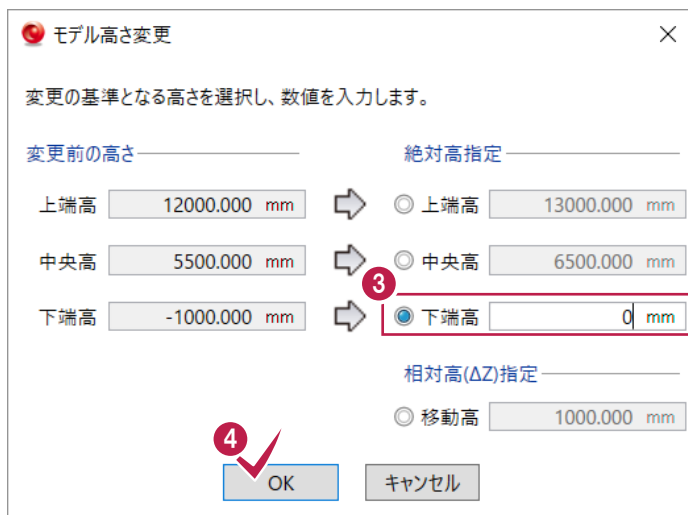 モデル高さ変更
変更の基準となる高さを選択し、数値を入力します。
変更前の高さ 絶対高指定
上端高 12000.000 mm 上端高 13000.000 mm
中央高 5500.000 mm 中央高 6500.000 mm
3
下端高 -1000.000 mm 下端高 0 mm
相対高(ΔZ)指定
移動高 1000.000 mm
4
OK キャンセル